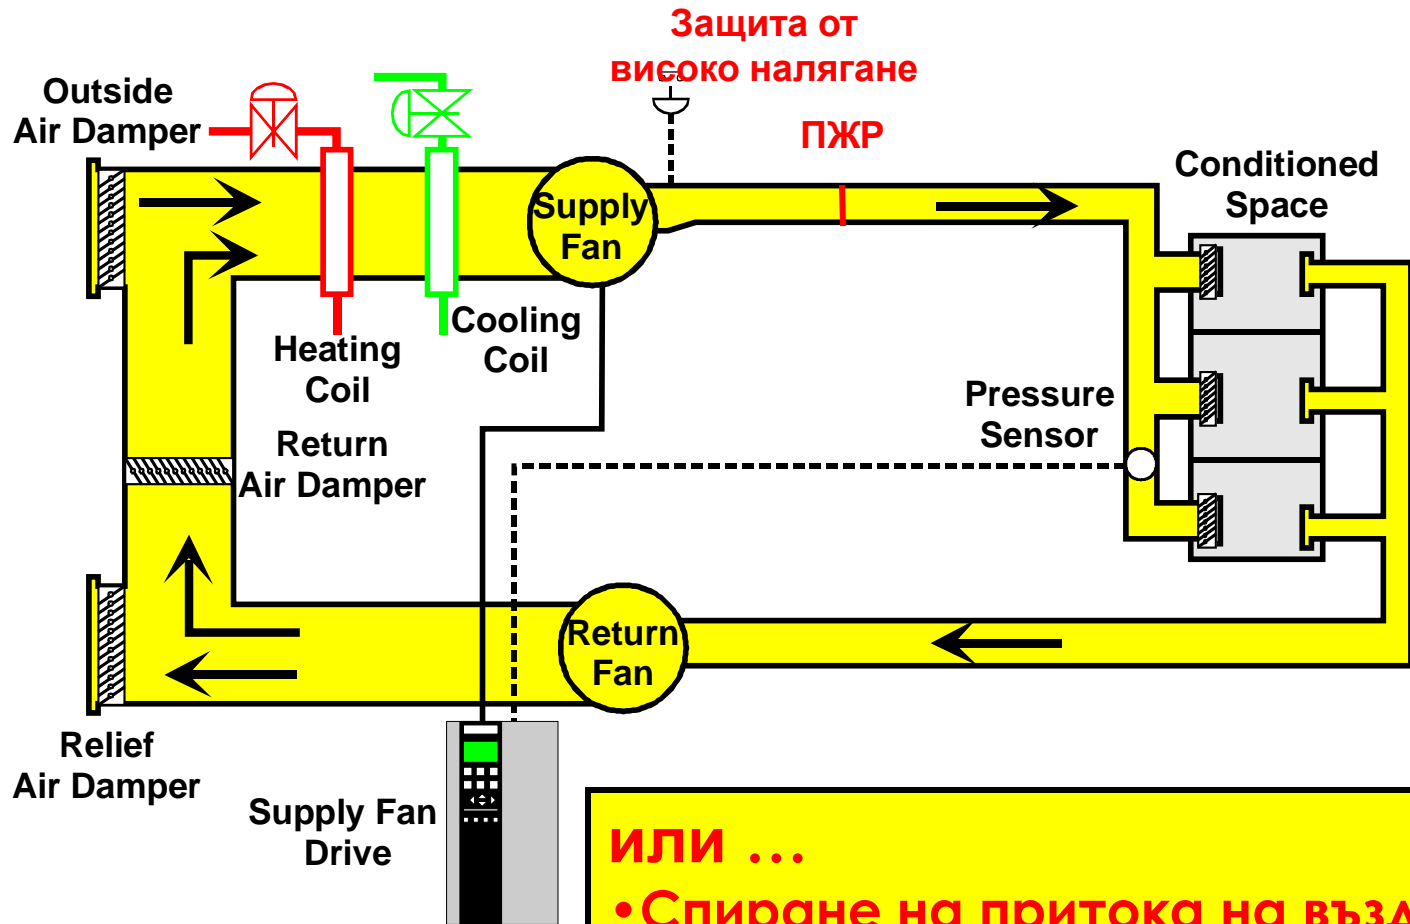 Защита от
високо налягане
Outside
Air Damper
ПЖР
Conditioned
Space
Supply
Fan
Cooling
Coil
Heating
Coil
Pressure
Sensor
Return
Air Damper
Return
Fan
Relief
Air Damper
Supply Fan
Drive
или ...
•Спиране на притока на